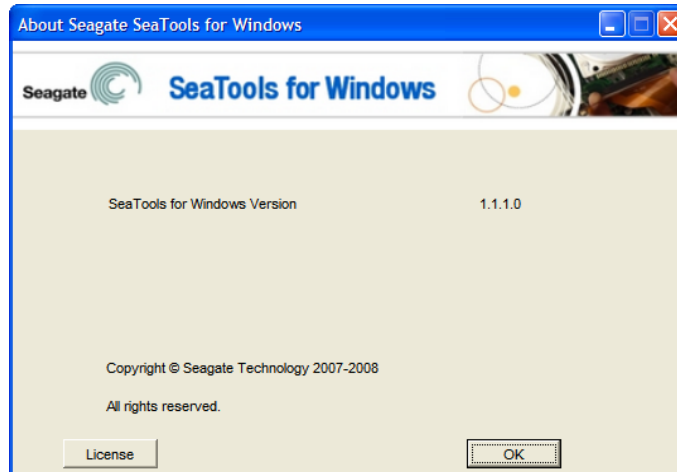 About Seagate SeaTools for Windows
Seagate SeaTools for Windows
SeaTools for Windows Version 1.1.1.0
Copyright © Seagate Technology 2007-2008
All rights reserved.
License OK